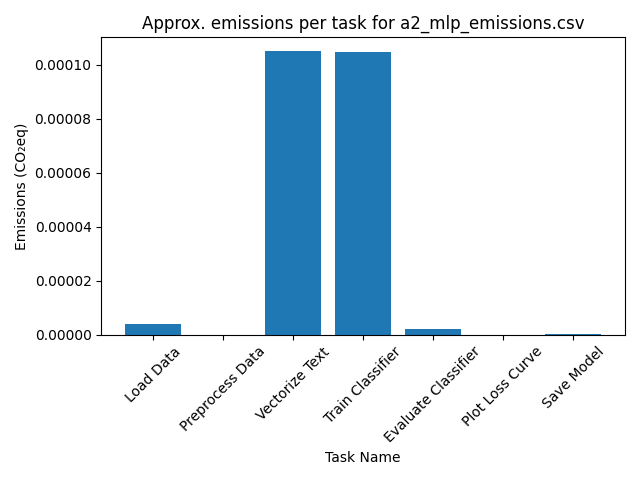 Approx. emissions per task for a2_mlp_emissions.csv
Emissions (CO₂eq)
0.00010
0.00008
0.00006
0.00004
0.00002
0.00000
Load Data
Preprocess Data
Vectorize Text
Train Classifier
Evaluate Classifier
Plot Loss Curve
Save Model
Task Name